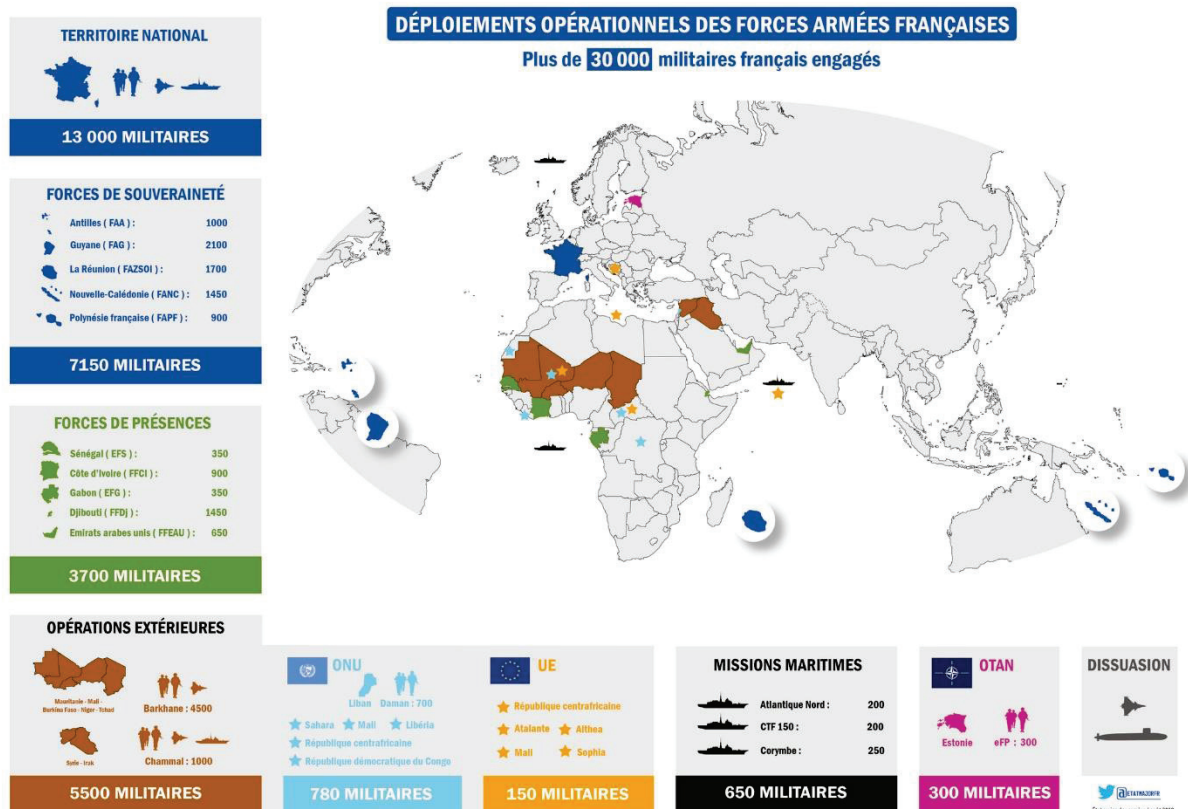 DÉPLOIEMENTS OPÉRATIONNELS DES FORCES ARMÉES FRANÇAISES
Plus de 30 000 militaires français engagés
TERRITOIRE NATIONAL
13 000 MILITAIRES
FORCES DE SOUVERAINETÉ
Antilles ( FAA ) : 1000
Guyane ( FAG ) : 2100
La Réunion ( FAZSOI ) : 1700
Nouvelle-Calédonie ( FANC ) : 1450
Polynésie française ( FAPF ) : 900
7150 MILITAIRES
FORCES DE PRÉSENCES
Sénégal ( EFS ) : 350
Côte d'Ivoire ( FFCI ) : 900
Gabon ( EFG ) : 350
Djibouti ( FFDj ) : 1450
Emirats arabes unis ( FFEAU ) : 650
3700 MILITAIRES
OPÉRATIONS EXTÉRIEURES
Mauritanie - Mali -
Burkina Faso - Niger - Tchad
Barkhane : 4500
Syrie - Irak
Chammal : 1000
5500 MILITAIRES
ONU
Liban Daman : 700
Sahara Mali Libéria
République centrafricaine
République démocratique du Congo
780 MILITAIRES
UE
République centrafricaine
Atalante Althea
Mali Sophia
150 MILITAIRES
MISSIONS MARITIMES
Atlantique Nord : 200
CTF 150 : 200
Corymbe : 250
650 MILITAIRES
OTAN
Estonie eFP : 300
300 MILITAIRES
DISSUASION
@ETATMAJORFR